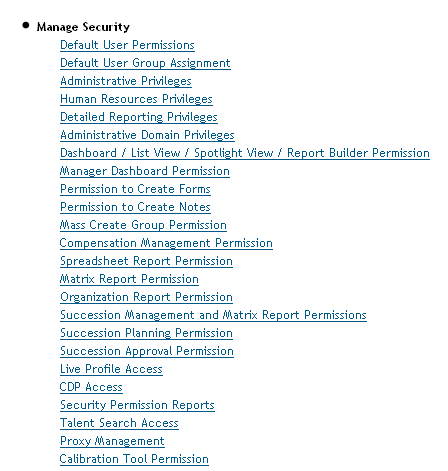 Manage Security
Default User Permissions
Default User Group Assignment
Administrative Privileges
Human Resources Privileges
Detailed Reporting Privileges
Administrative Domain Privileges
Dashboard / List View / Spotlight View / Report Builder Permission
Manager Dashboard Permission
Permission to Create Forms
Permission to Create Notes
Mass Create Group Permission
Compensation Management Permission
Spreadsheet Report Permission
Matrix Report Permission
Organization Report Permission
Succession Management and Matrix Report Permissions
Succession Planning Permission
Succession Approval Permission
Live Profile Access
CDP Access
Security Permission Reports
Talent Search Access
Proxy Management
Calibration Tool Permission